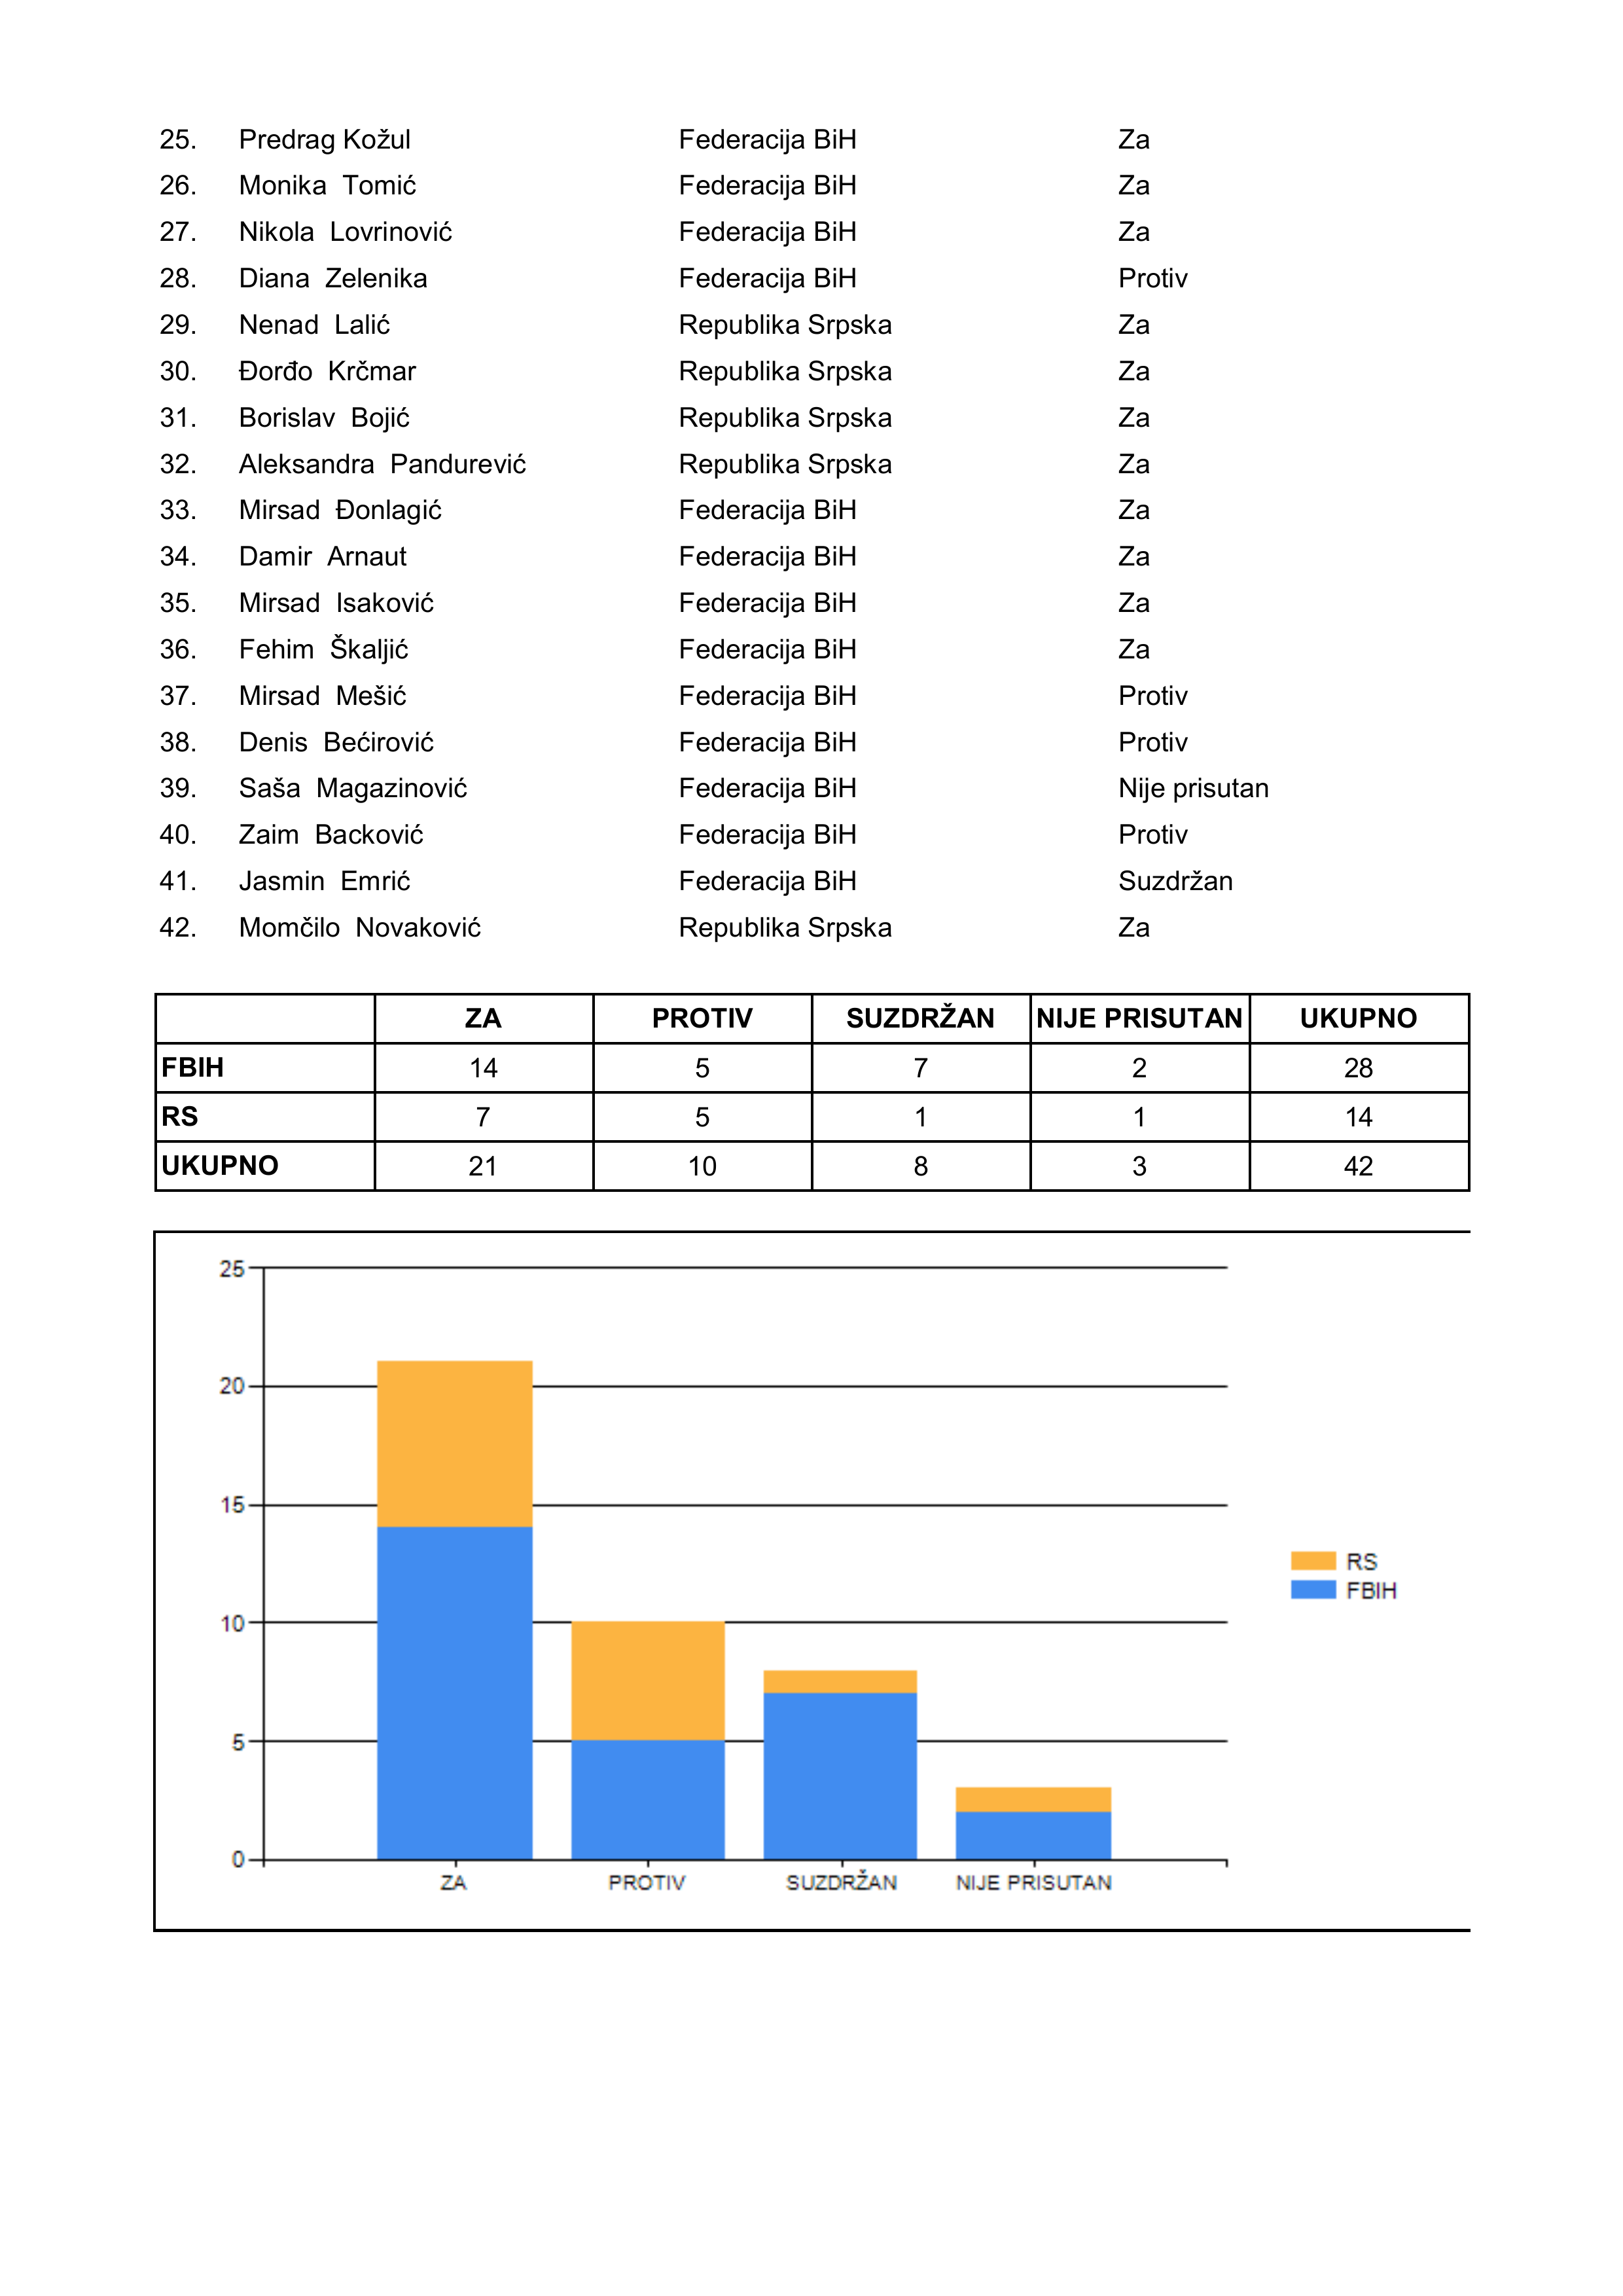 25. Predrag Kožul Federacija BiH Za
26. Monika Tomić Federacija BiH Za
27. Nikola Lovrinović Federacija BiH Za
28. Diana Zelenika Federacija BiH Protiv
29. Nenad Lalić Republika Srpska Za
30. Đorđo Krčmar Republika Srpska Za
31. Borislav Bojić Republika Srpska Za
32. Aleksandra Pandurević Republika Srpska Za
33. Mirsad Đonlagić Federacija BiH Za
34. Damir Arnaut Federacija BiH Za
35. Mirsad Isaković Federacija BiH Za
36. Fehim Škaljić Federacija BiH Za
37. Mirsad Mešić Federacija BiH Protiv
38. Denis Bećirović Federacija BiH Protiv
39. Saša Magazinović Federacija BiH Nije prisutan
40. Zaim Backović Federacija BiH Protiv
41. Jasmin Emrić Federacija BiH Suzdržan
42. Momčilo Novaković Republika Srpska Za
ZA PROTIV SUZDRŽAN NIJE PRISUTAN UKUPNO
FBIH 14 5 7 2 28
RS 7 5 1 1 14
UKUPNO 21 10 8 3 42
25
20
15
10
5
0
ZA PROTIV SUZDRŽAN NIJE PRISUTAN
RS
FBIH